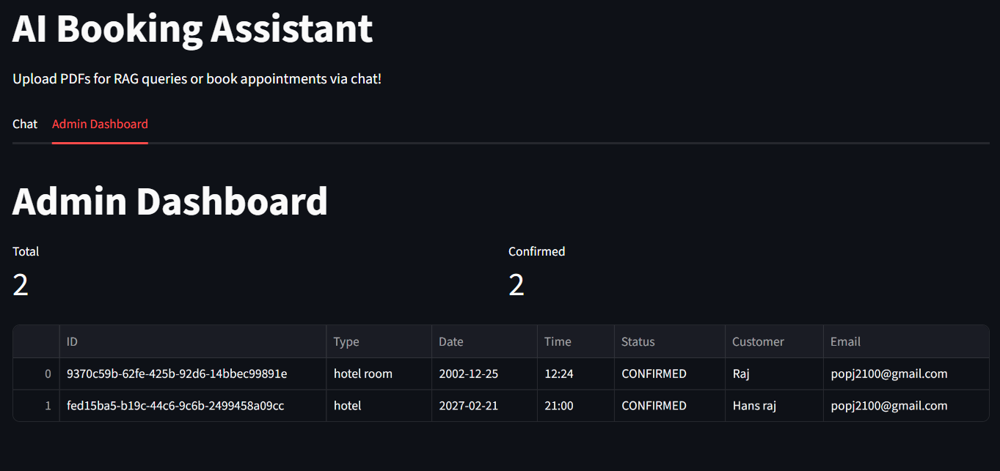 AI Booking Assistant
Upload PDFs for RAG queries or book appointments via chat!
Chat Admin Dashboard
Admin Dashboard
Total Confirmed
2 2
ID Type Date Time Status Customer Email
0 9370c59b-62fe-425b-92d6-14bbec99891e hotel room 2002-12-25 12:24 CONFIRMED Raj popj2100@gmail.com
1 fed15ba5-b19c-44c6-9c6b-2499458a09cc hotel 2027-02-21 21:00 CONFIRMED Hans raj popj2100@gmail.com